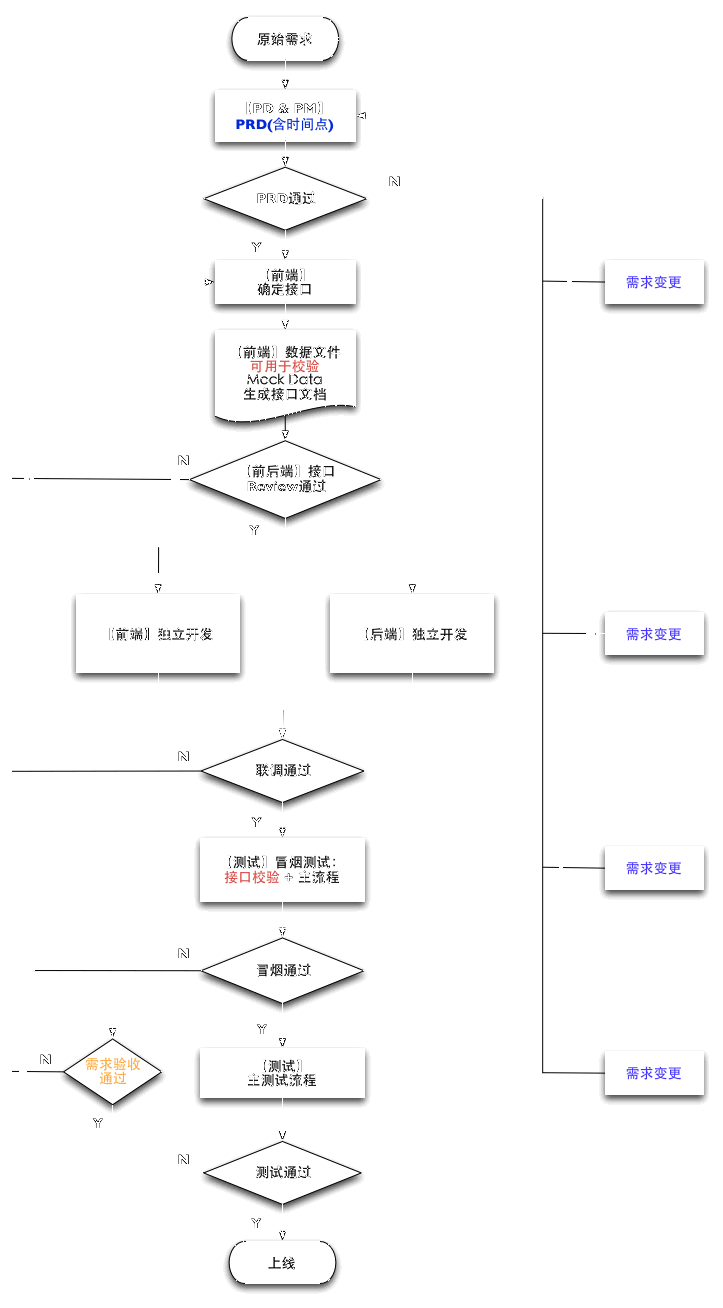 原始需求
〔PD & PM〕
PRD(含时间点)
N
PRD通过
Y
〔前端〕
确定接口
需求变更
〔前端〕数据文件
可用于校验
Mock Data
生成接口文档
N
〔前后端〕接口
Review通过
Y
〔前端〕独立开发
〔后端〕独立开发
需求变更
N
联调通过
Y
〔测试〕冒烟测试：
接口校验 + 主流程
需求变更
N
冒烟通过
Y
N
需求验收
通过
Y
〔测试〕
主测试流程
需求变更
N
测试通过
Y
上线